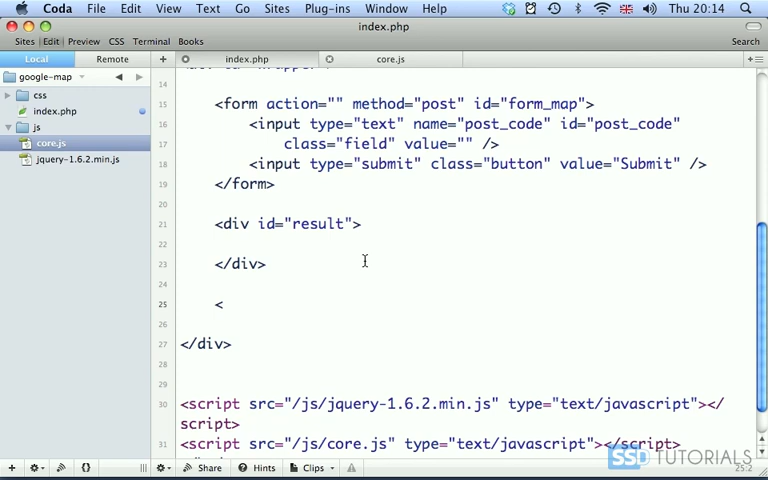 Coda File Edit View Text Go Sites Plug-ins Window Help Thu 20:14
index.php
Sites Edit Preview CSS Terminal Books Search
Local Remote + index.php core.js
google-map
css
index.php
js
core.js
jquery-1.6.2.min.js
14
15 <form action="" method="post" id="form_map">
16 <input type="text" name="post_code" id="post_code"
17 class="field" value="" />
18 <input type="submit" class="button" value="Submit" />
19 </form>
20
21 <div id="result">
22
23 </div>
24
25 <
26
27 </div>
28
29
30 <script src="/js/jquery-1.6.2.min.js" type="text/javascript"></
script>
31 <script src="/js/core.js" type="text/javascript"></script>
Share Hints Clips 25:2
SSD TUTORIALS